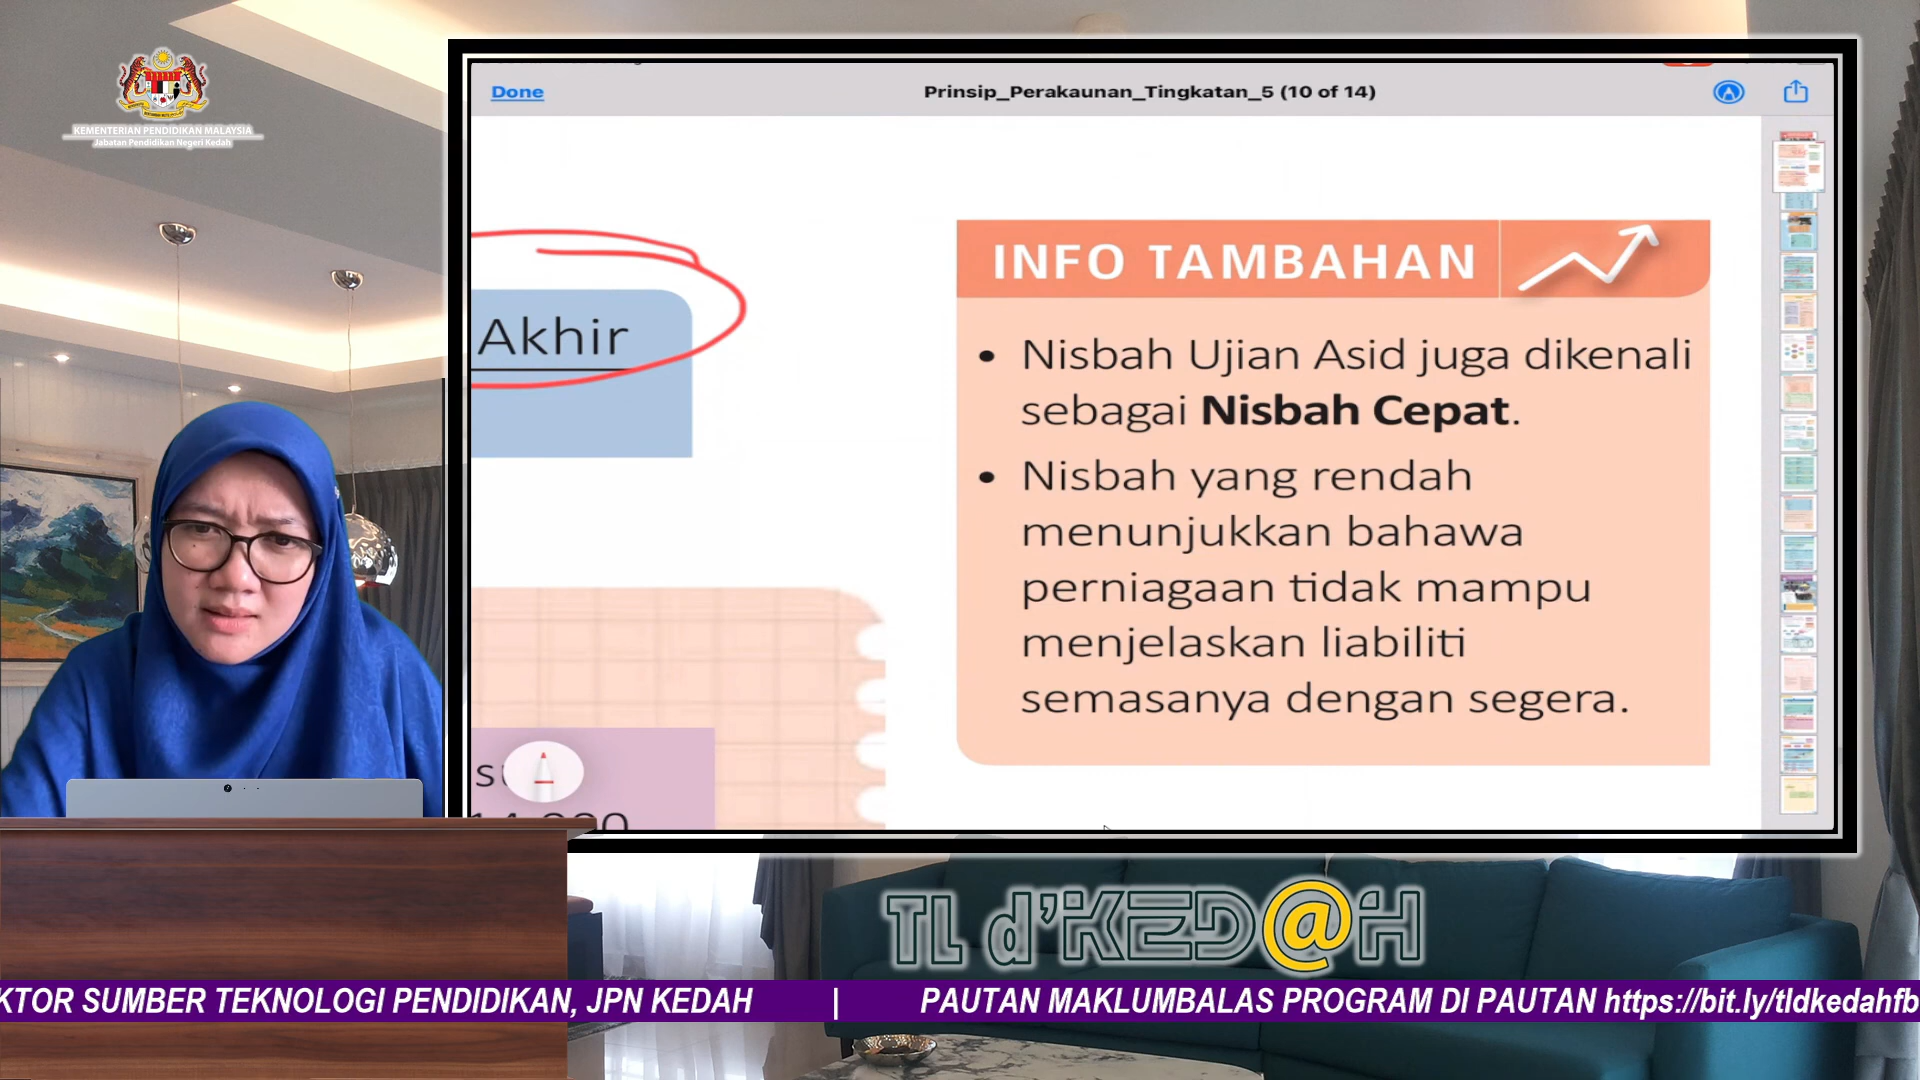 KEMENTERIAN PENDIDIKAN MALAYSIA
Jabatan Pendidikan Negeri Kedah
Done
Prinsip_Perakaunan_Tingkatan_5 (10 of 14)
Akhir
INFO TAMBAHAN
• Nisbah Ujian Asid juga dikenali
sebagai Nisbah Cepat.
• Nisbah yang rendah
menunjukkan bahawa
perniagaan tidak mampu
menjelaskan liabiliti
semasanya dengan segera.
TL d'KED@H
KTOR SUMBER TEKNOLOGI PENDIDIKAN, JPN KEDAH | PAUTAN MAKLUMBALAS PROGRAM DI PAUTAN https://bit.ly/tldkedahfb